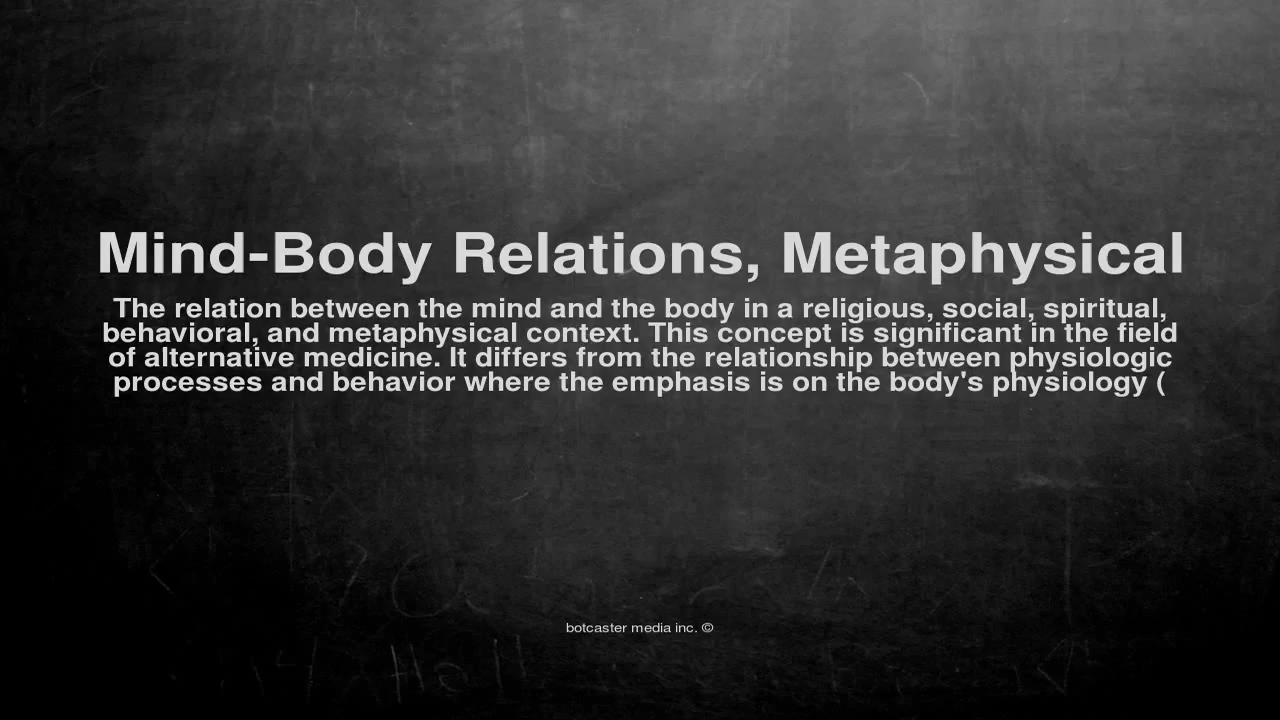 Mind-Body Relations, Metaphysical
The relation between the mind and the body in a religious, social, spiritual,
behavioral, and metaphysical context. This concept is significant in the field
of alternative medicine. It differs from the relationship between physiologic
processes and behavior where the emphasis is on the body's physiology (
botcaster media inc. ©